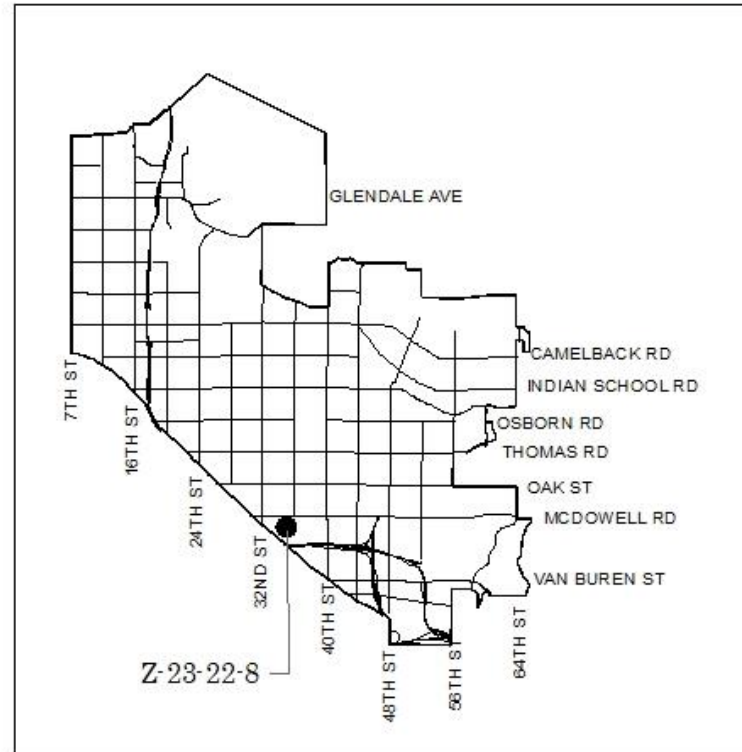 GLENDALE AVE
CAMELBACK RD
INDIAN SCHOOL RD
OSBORN RD
THOMAS RD
OAK ST
MCDOWELL RD
VAN BUREN ST
7TH ST
16TH ST
24TH ST
32ND ST
40TH ST
48TH ST
56TH ST
64TH ST
Z-23-22-8